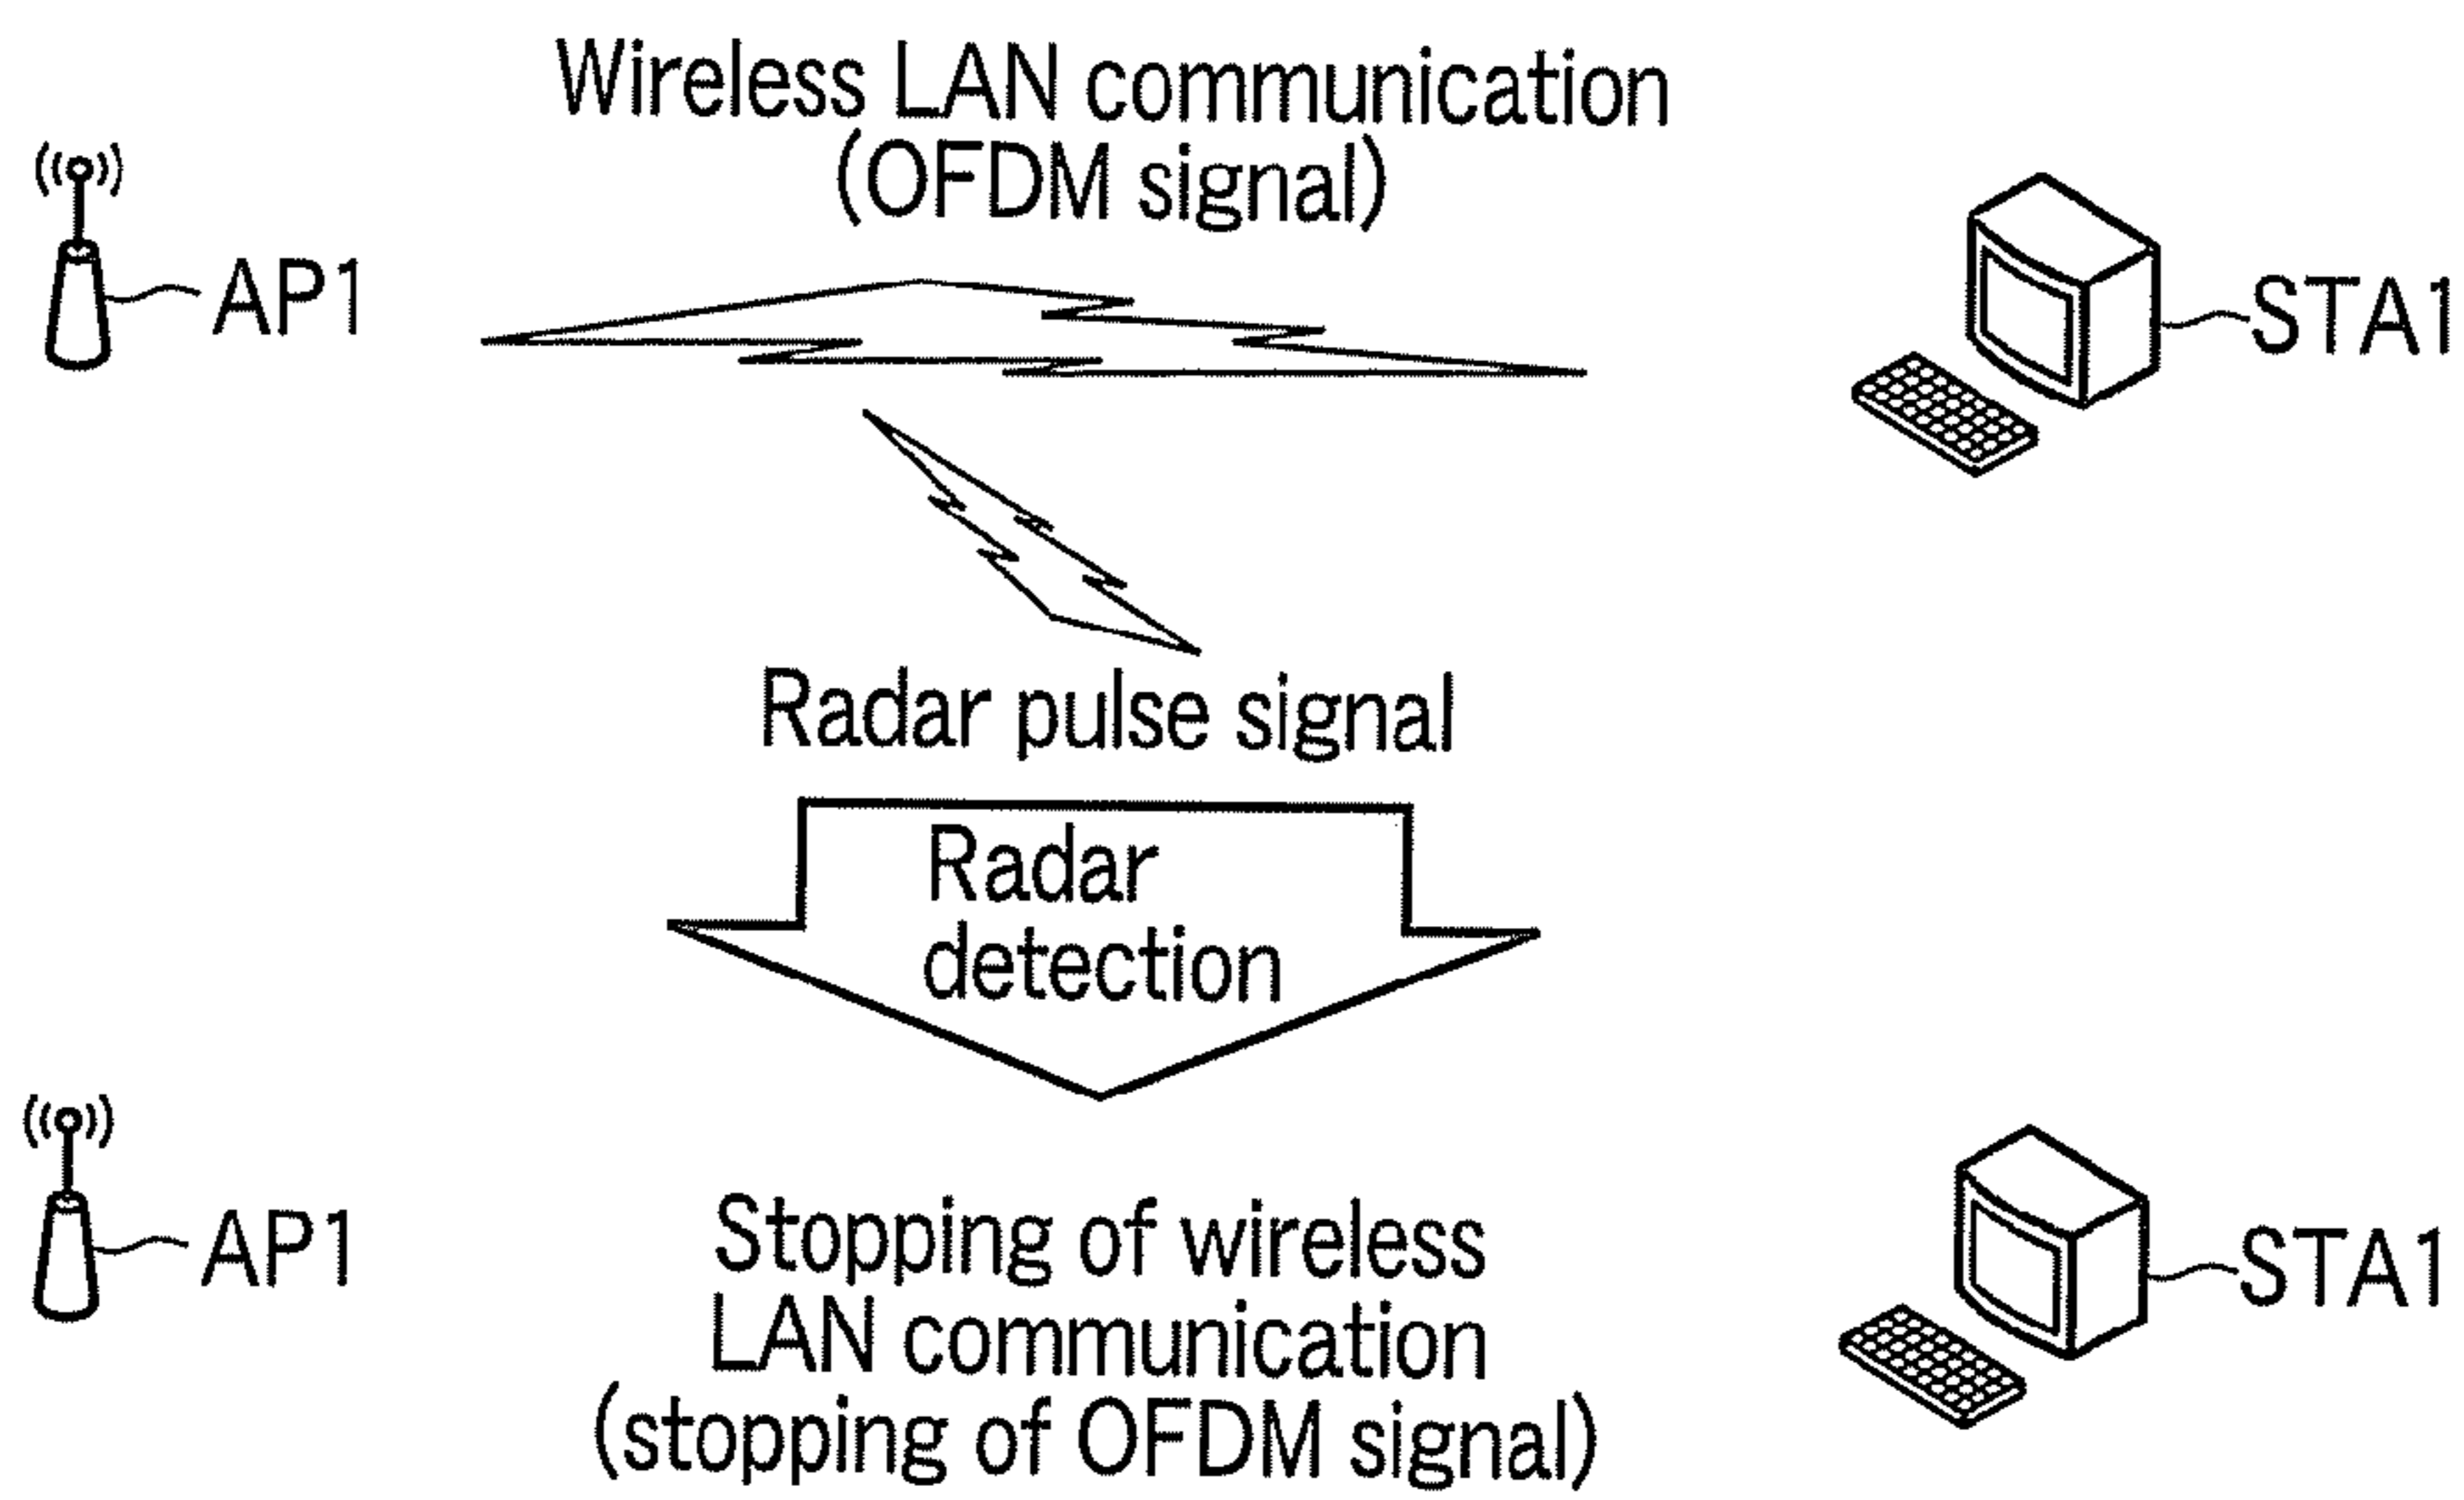 Wireless LAN communication
(OFDM signal)
AP1
STA1
Radar pulse signal
Radar
detection
AP1
STA1
Stopping of wireless
LAN communication
(stopping of OFDM signal)